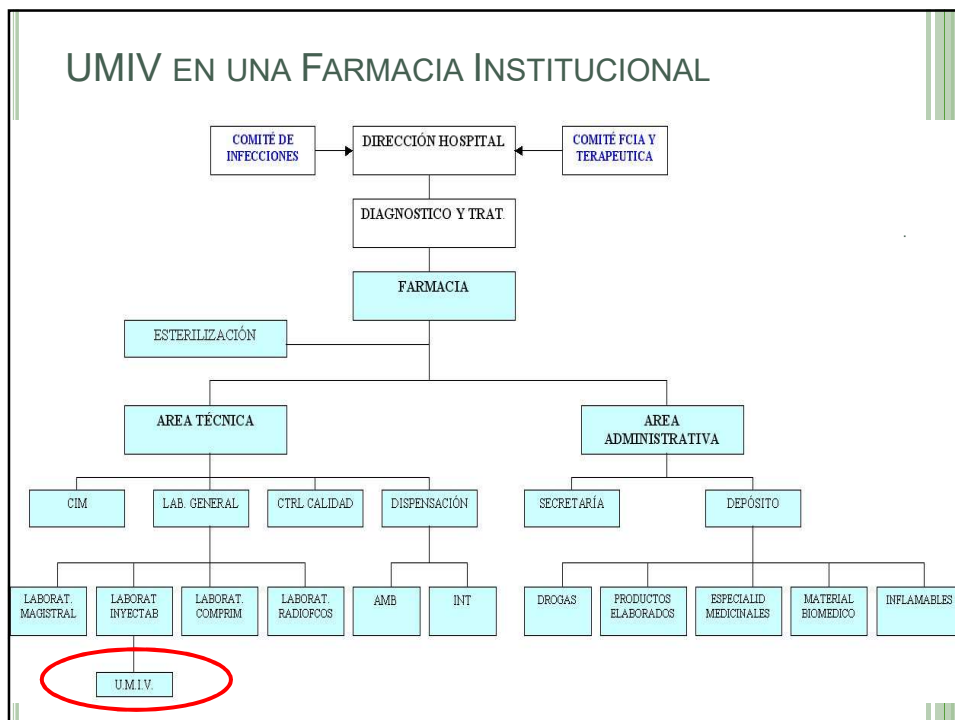 UMIV EN UNA FARMACIA INSTITUCIONAL
COMITÉ DE
INFECCIONES
DIRECCIÓN HOSPITAL
COMITÉ FCIA Y
TERAPEUTICA
DIAGNOSTICO Y TRAT.
FARMACIA
ESTERILIZACIÓN
AREA TÉCNICA
AREA
ADMINISTRATIVA
CIM
LAB. GENERAL
CTRL CALIDAD
DISPENSACIÓN
SECRETARÍA
DEPÓSITO
LABORAT.
MAGISTRAL
LABORAT
INYECTAB
LABORAT.
COMPRIM
LABORAT.
RADIOFCOS
AMB
INT
DROGAS
PRODUCTOS
ELABORADOS
ESPECIALID
MEDICINALES
MATERIAL
BIOMEDICO
INFLAMABLES
U.M.I.V.